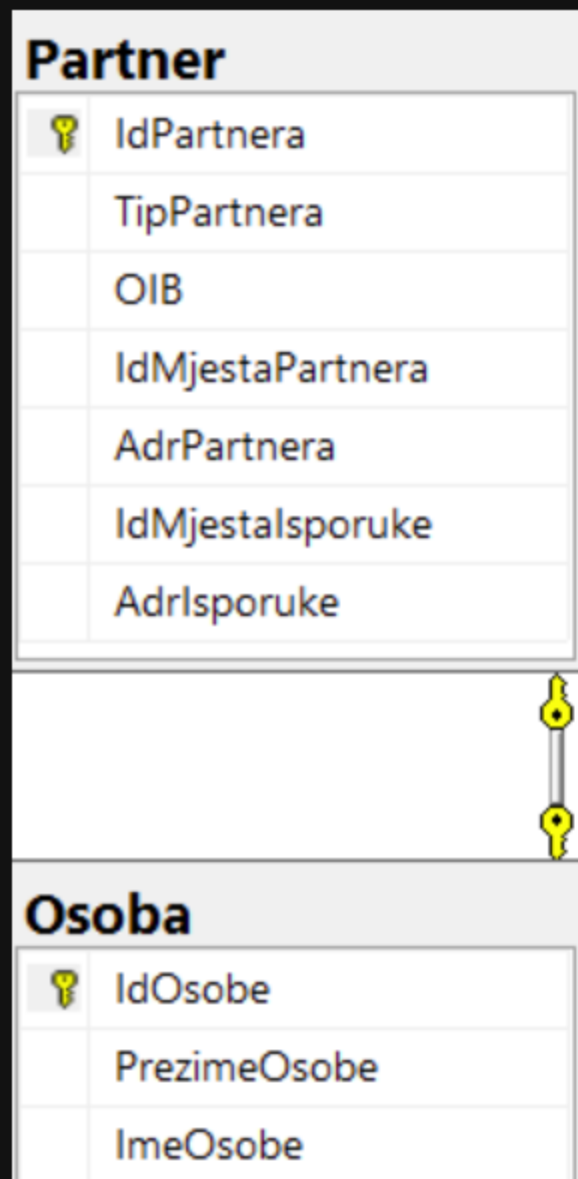 Partner
IdPartnera
TipPartnera
OIB
IdMjestaPartnera
AdrPartnera
IdMjestaIsporuke
AdrIsporuke
Osoba
IdOsobe
PrezimeOsobe
ImeOsobe